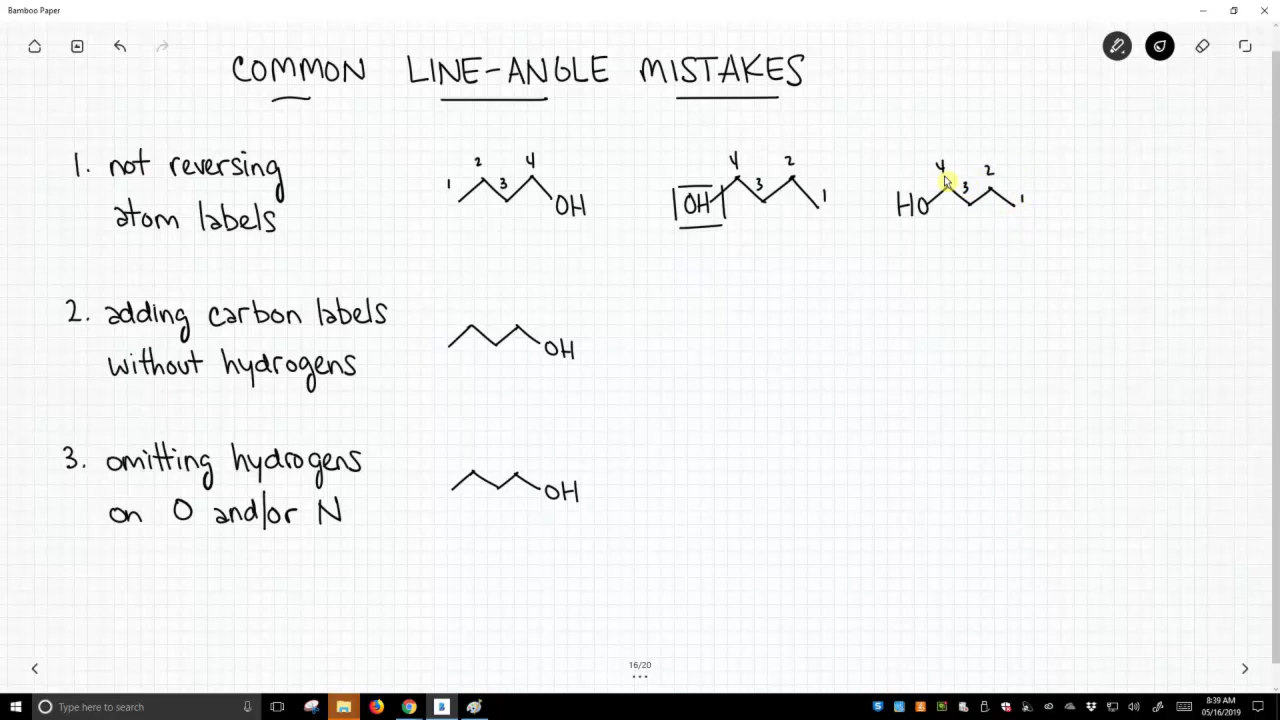 Bamboo Paper
COMMON LINE-ANGLE MISTAKES
1. not reversing
atom labels
1 2 3 4 OH
OH 4 3 2 1
HO 4 3 2 1
2. adding carbon labels
without hydrogens
OH
3. omitting hydrogens
on O and/or N
OH
16/20
Type here to search
8:39 AM
05/16/2019